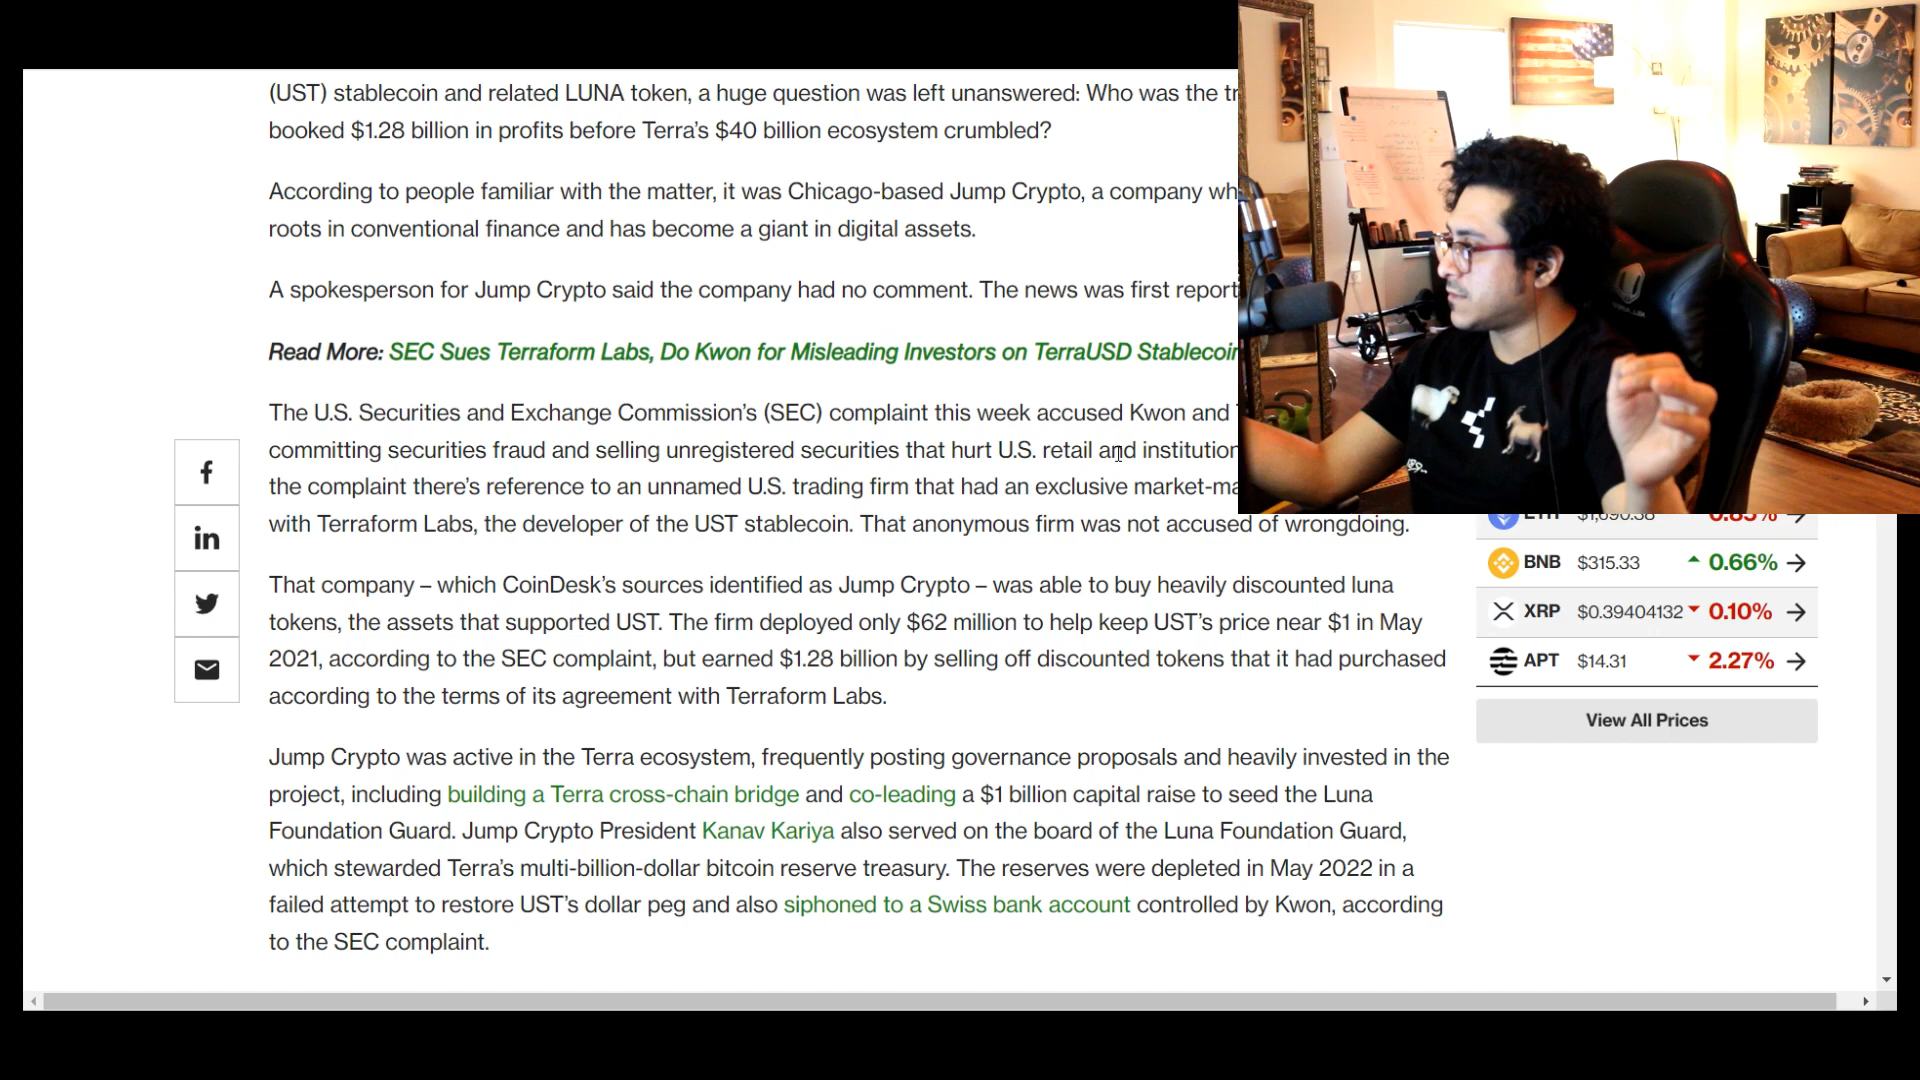 (UST) stablecoin and related LUNA token, a huge question was left unanswered: Who was the
booked $1.28 billion in profits before Terra’s $40 billion ecosystem crumbled?
According to people familiar with the matter, it was Chicago-based Jump Crypto, a company
roots in conventional finance and has become a giant in digital assets.
A spokesperson for Jump Crypto said the company had no comment. The news was first
Read More: SEC Sues Terraform Labs, Do Kwon for Misleading Investors on TerraUSD Stablecoin
The U.S. Securities and Exchange Commission’s (SEC) complaint this week accused Kwon and
committing securities fraud and selling unregistered securities that hurt U.S. retail and
the complaint there’s reference to an unnamed U.S. trading firm that had an exclusive
with Terraform Labs, the developer of the UST stablecoin. That anonymous firm was not accused of wrongdoing.
That company – which CoinDesk’s sources identified as Jump Crypto – was able to buy heavily discounted luna
tokens, the assets that supported UST. The firm deployed only $62 million to help keep UST’s price near $1 in May
2021, according to the SEC complaint, but earned $1.28 billion by selling off discounted tokens that it had purchased
according to the terms of its agreement with Terraform Labs.
Jump Crypto was active in the Terra ecosystem, frequently posting governance proposals and heavily invested in the
project, including building a Terra cross-chain bridge and co-leading a $1 billion capital raise to seed the Luna
Foundation Guard. Jump Crypto President Kanav Kariya also served on the board of the Luna Foundation Guard,
which stewarded Terra’s multi-billion-dollar bitcoin reserve treasury. The reserves were depleted in May 2022 in a
failed attempt to restore UST’s dollar peg and also siphoned to a Swiss bank account controlled by Kwon, according
to the SEC complaint.
f
in
ETH $1,690.38 0.85%
BNB $315.33 0.66%
XRP $0.39404132 0.10%
APT $14.31 2.27%
View All Prices